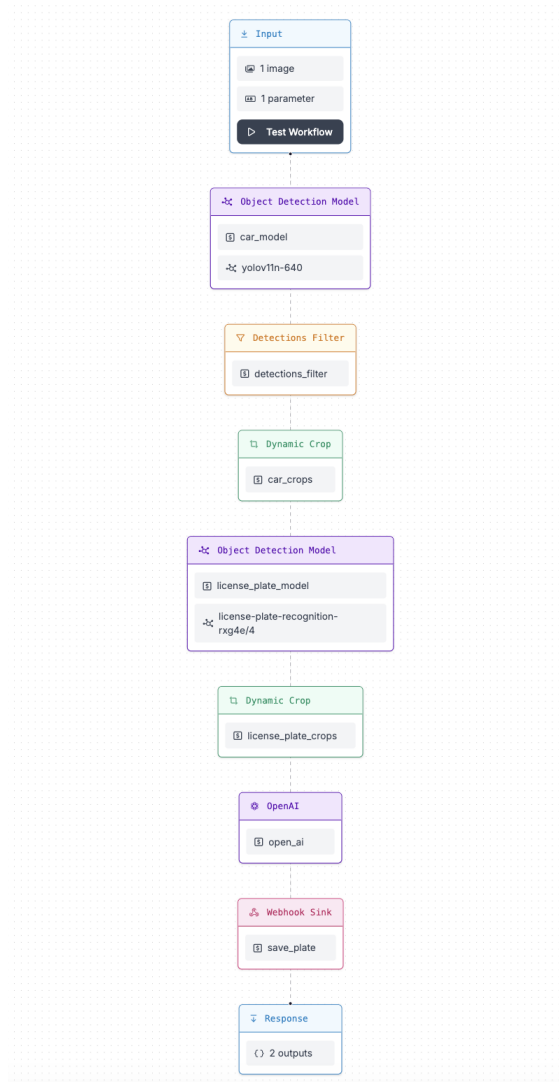 Input
1 image
1 parameter
Test Workflow
Object Detection Model
car_model
yolov11n-640
Detections Filter
detections_filter
Dynamic Crop
car_crops
Object Detection Model
license_plate_model
license-plate-recognition-
rxg4e/4
Dynamic Crop
license_plate_crops
OpenAI
open_ai
Webhook Sink
save_plate
Response
2 outputs